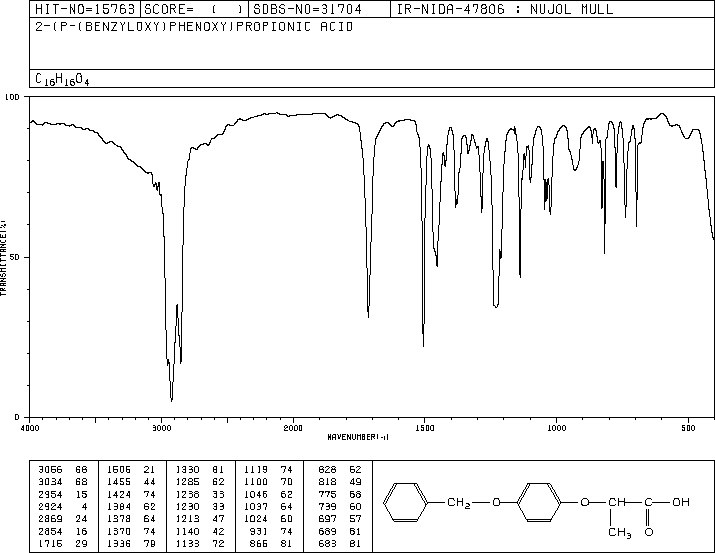 HIT-NO=15763 SCORE= ( ) SDBS-NO=31704 IR-NIDA-47806 : NUJOL MULL
2-(P-(BENZYLOXY)PHENOXY)PROPIONIC ACID
C16H16O4
100
50
0
TRANSMITTANCE(%)
4000 3000 2000 1500 1000 500
WAVENUMBER(-1)
3066 68 1506 21 1330 81 1119 74 828 62
3034 68 1455 44 1285 62 1100 70 818 49
2954 15 1424 74 1238 33 1046 62 775 68
2924 4 1384 62 1230 33 1037 64 739 60
2869 24 1378 64 1213 47 1024 60 697 57
2854 16 1370 74 1140 42 931 74 689 81
1715 29 1336 79 1133 72 866 81 683 81
CH2 O O CH C OH
CH3 O